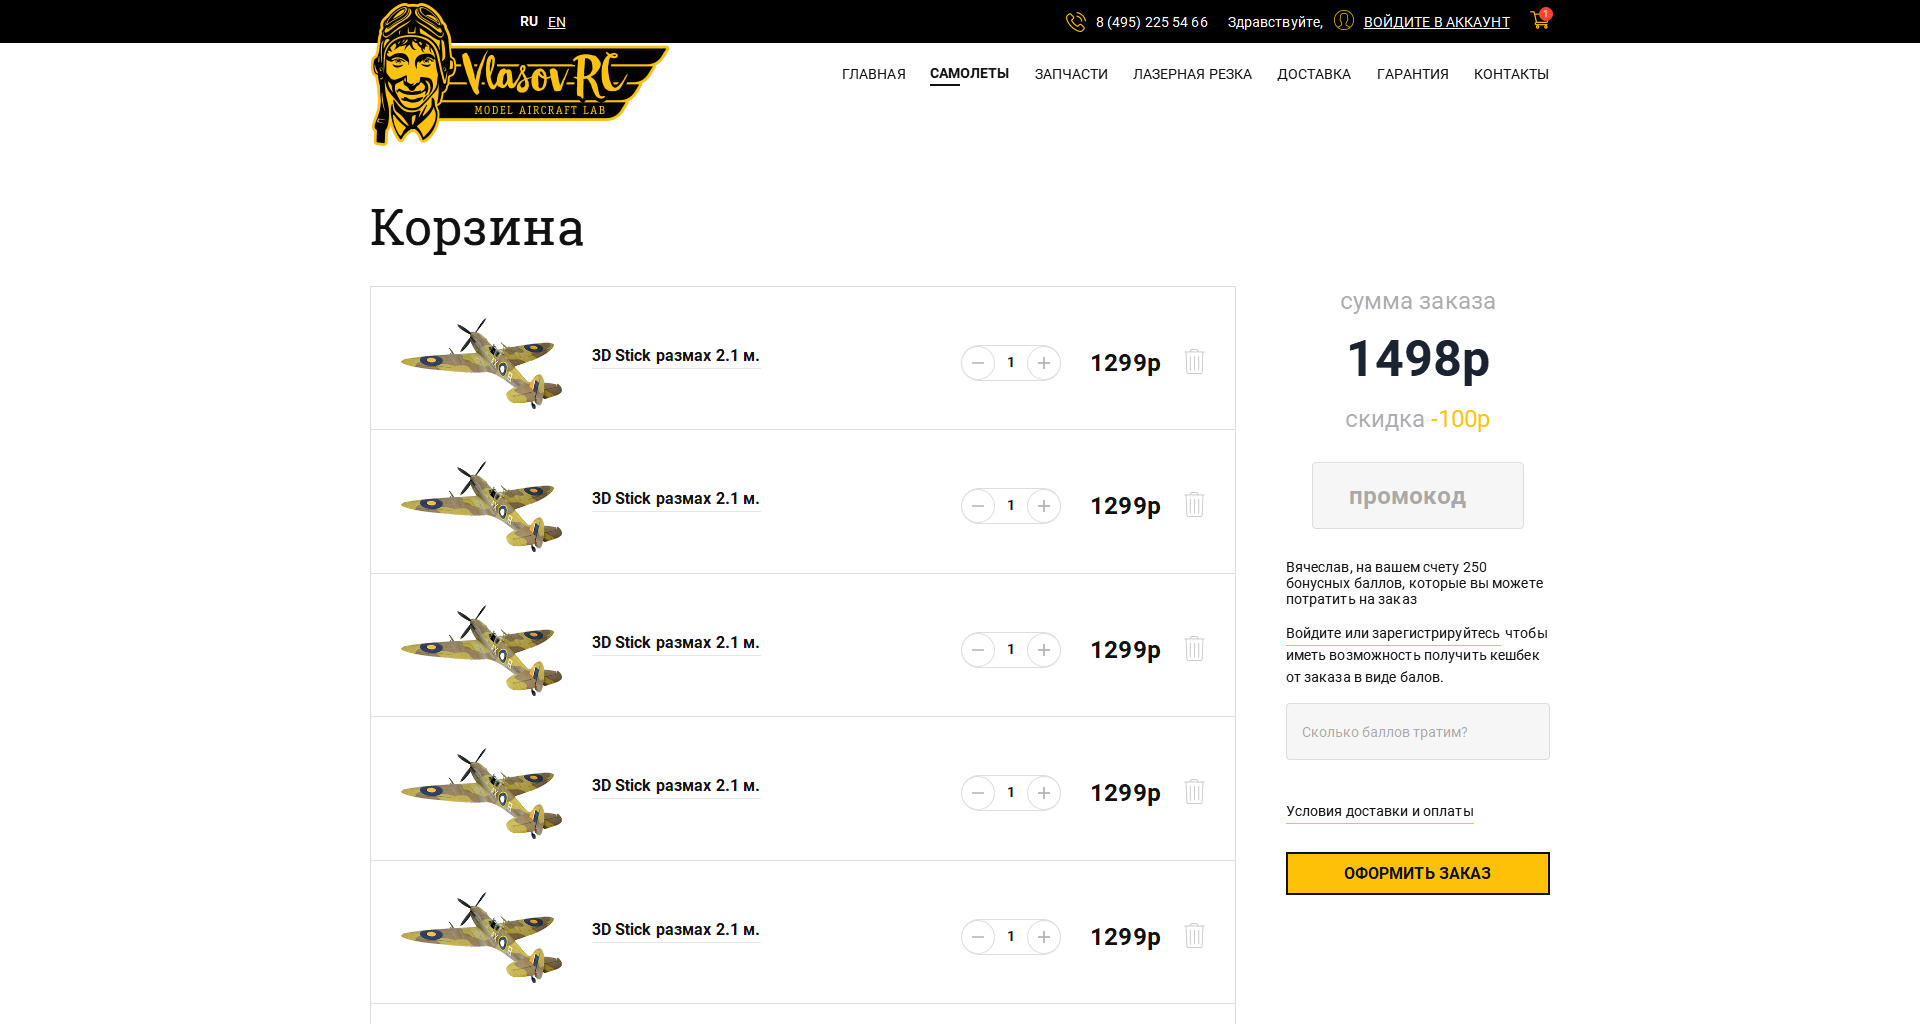 RU EN
8 (495) 225 54 66 Здравствуйте, ВОЙДИТЕ В АККАУНТ 1
Vlasov RC
MODEL AIRCRAFT LAB
ГЛАВНАЯ САМОЛЕТЫ ЗАПЧАСТИ ЛАЗЕРНАЯ РЕЗКА ДОСТАВКА ГАРАНТИЯ КОНТАКТЫ
Корзина
3D Stick размах 2.1 м. 1 1299р
3D Stick размах 2.1 м. 1 1299р
3D Stick размах 2.1 м. 1 1299р
3D Stick размах 2.1 м. 1 1299р
3D Stick размах 2.1 м. 1 1299р
сумма заказа
1498р
скидка -100р
промокод
Вячеслав, на вашем счету 250
бонусных баллов, которые вы можете
потратить на заказ
Войдите или зарегистрируйтесь чтобы
иметь возможность получить кешбек
от заказа в виде балов.
Сколько баллов тратим?
Условия доставки и оплаты
ОФОРМИТЬ ЗАКАЗ